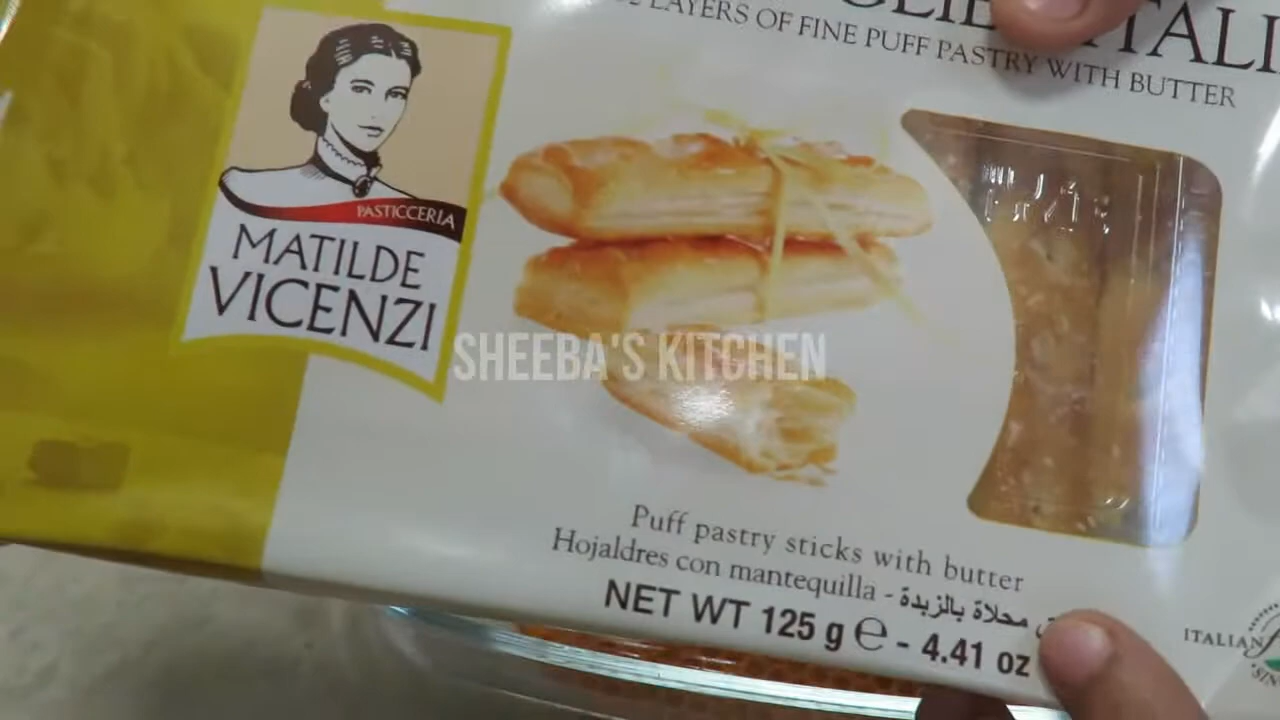 LAYERS OF FINE PUFF PASTRY WITH BUTTER
PASTICCERIA
MATILDE
VICENZI
SHEEBA'S KITCHEN
Puff pastry sticks with butter
Hojaldres con mantequilla - محلاة بالزبدة
NET WT 125 g e - 4.41 oz
ITALIAN